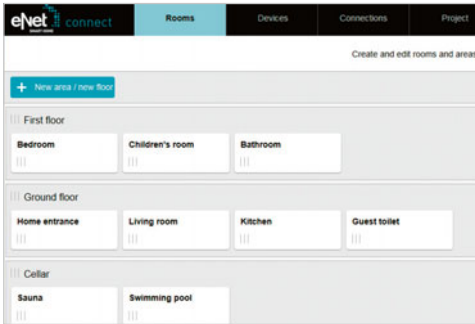 eNet connect Rooms Devices Connections Project
SMART HOME
Create and edit rooms and areas
+ New area / new floor
First floor
Bedroom Children's room Bathroom
Ground floor
Home entrance Living room Kitchen Guest toilet
Cellar
Sauna Swimming pool